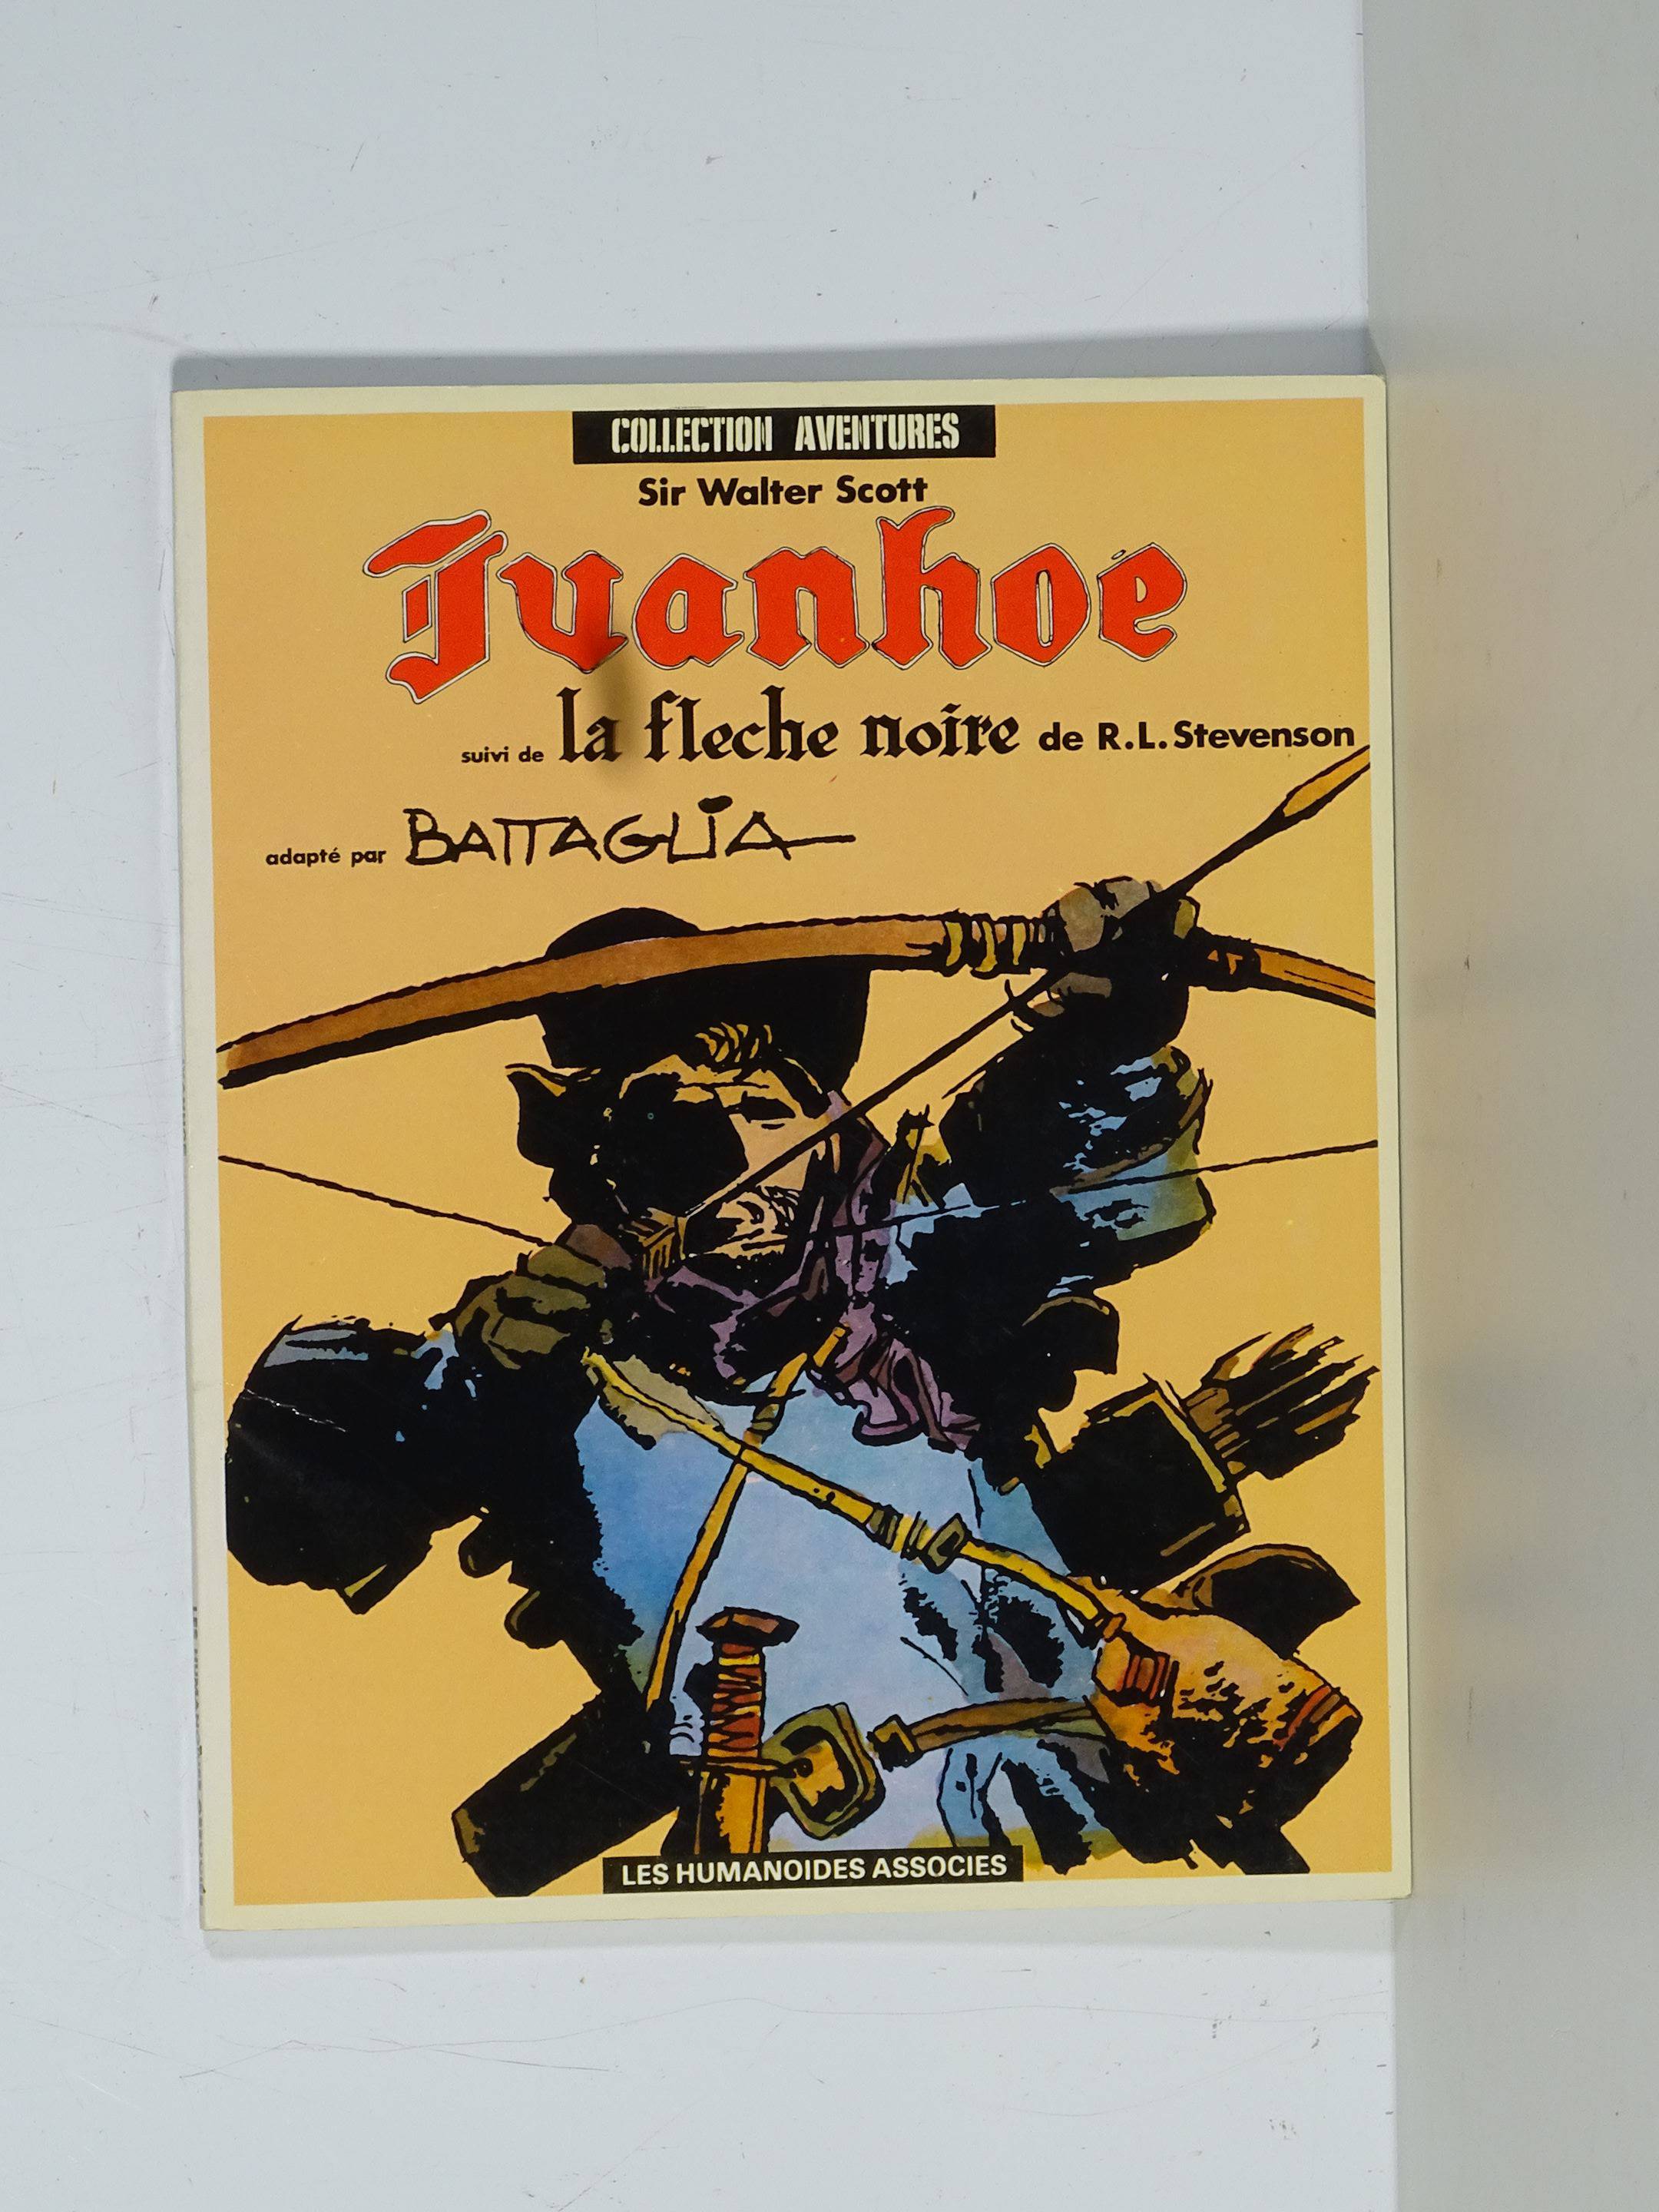 COLLECTION AVENTURES
Sir Walter Scott
Ivanhoe
suivi de la fleche noire de R.L. Stevenson
adapté par BATTAGLIA
LES HUMANOIDES ASSOCIES